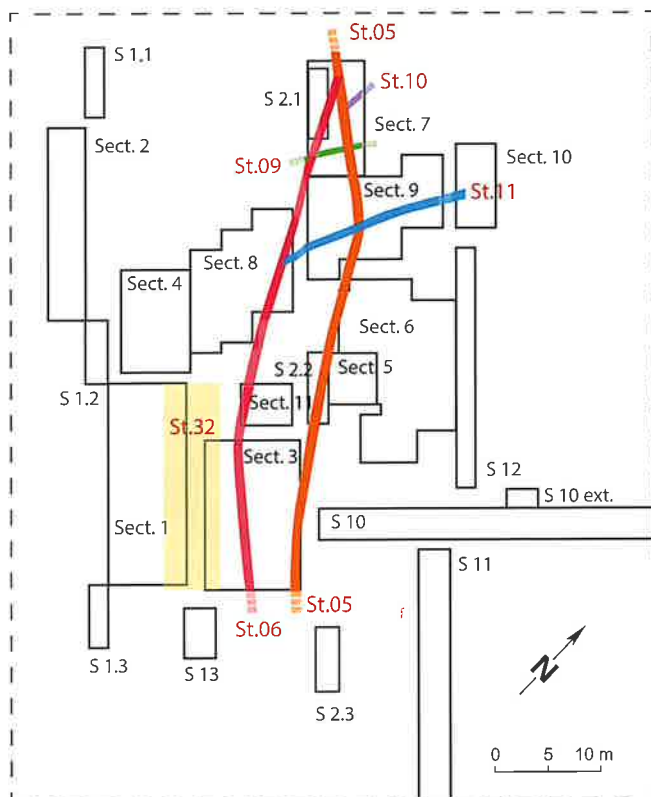 St.05
S 1.1
St.10
S 2.1
Sect. 7
Sect. 2
Sect. 10
St.09
Sect. 9
St.11
Sect. 8
Sect. 4
Sect. 6
S 2.2
Sect. 5
S 1.2
Sect. 11
St.32
Sect. 3
S 12
S 10 ext.
Sect. 1
S 10
S 11
St.05
St.06
S 1.3
S 13
S 2.3
N
0 5 10 m